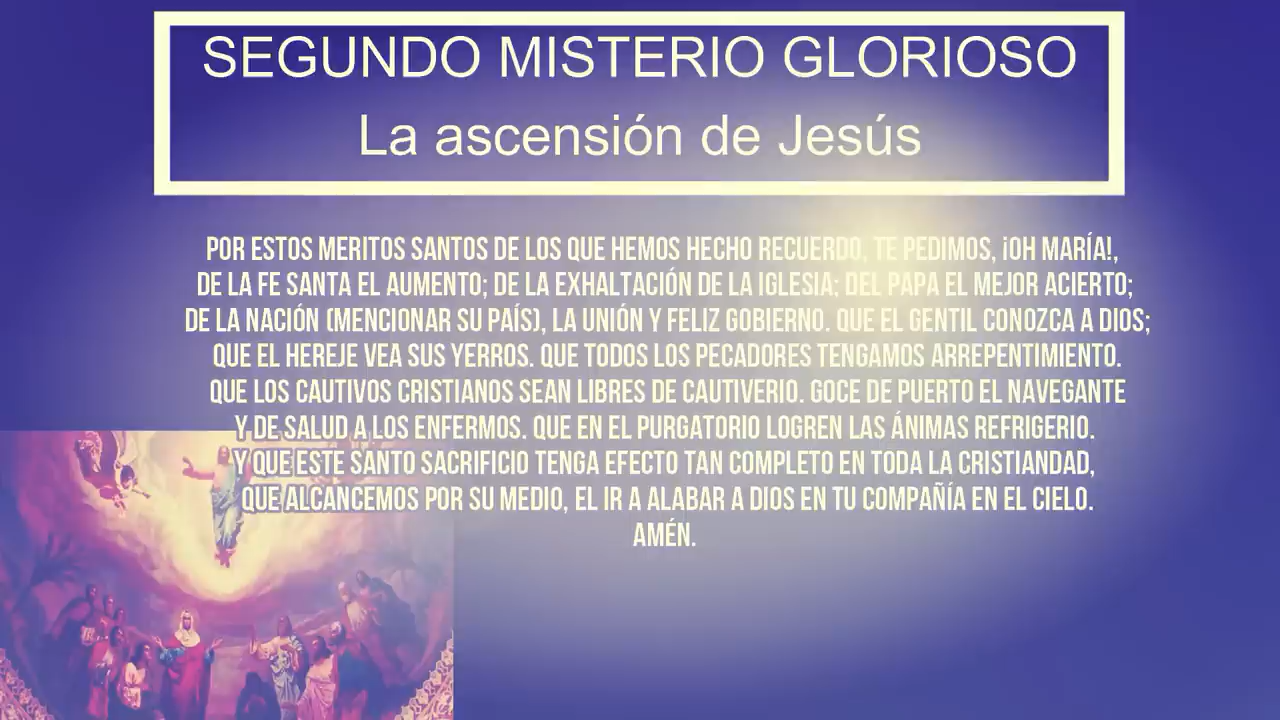 SEGUNDO MISTERIO GLORIOSO
La ascensión de Jesús
POR ESTOS MERITOS SANTOS DE LOS QUE HEMOS HECHO RECUERDO, TE PEDIMOS, ¡OH MARÍA!,
DE LA FE SANTA EL AUMENTO; DE LA EXHALTACIÓN DE LA IGLESIA; DEL PAPA EL MEJOR ACIERTO;
DE LA NACIÓN (MENCIONAR SU PAÍS), LA UNIÓN Y FELIZ GOBIERNO. QUE EL GENTIL CONOZCA A DIOS;
QUE EL HEREJE VEA SUS YERROS. QUE TODOS LOS PECADORES TENGAMOS ARREPENTIMIENTO.
QUE LOS CAUTIVOS CRISTIANOS SEAN LIBRES DE CAUTIVERIO. GOCE DE PUERTO EL NAVEGANTE
Y DE SALUD A LOS ENFERMOS. QUE EN EL PURGATORIO LOGREN LAS ÁNIMAS REFRIGERIO.
Y QUE ESTE SANTO SACRIFICIO TENGA EFECTO TAN COMPLETO EN TODA LA CRISTIANDAD,
QUE ALCANCEMOS POR SU MEDIO, EL IR A ALABAR A DIOS EN TU COMPAÑÍA EN EL CIELO.
AMÉN.